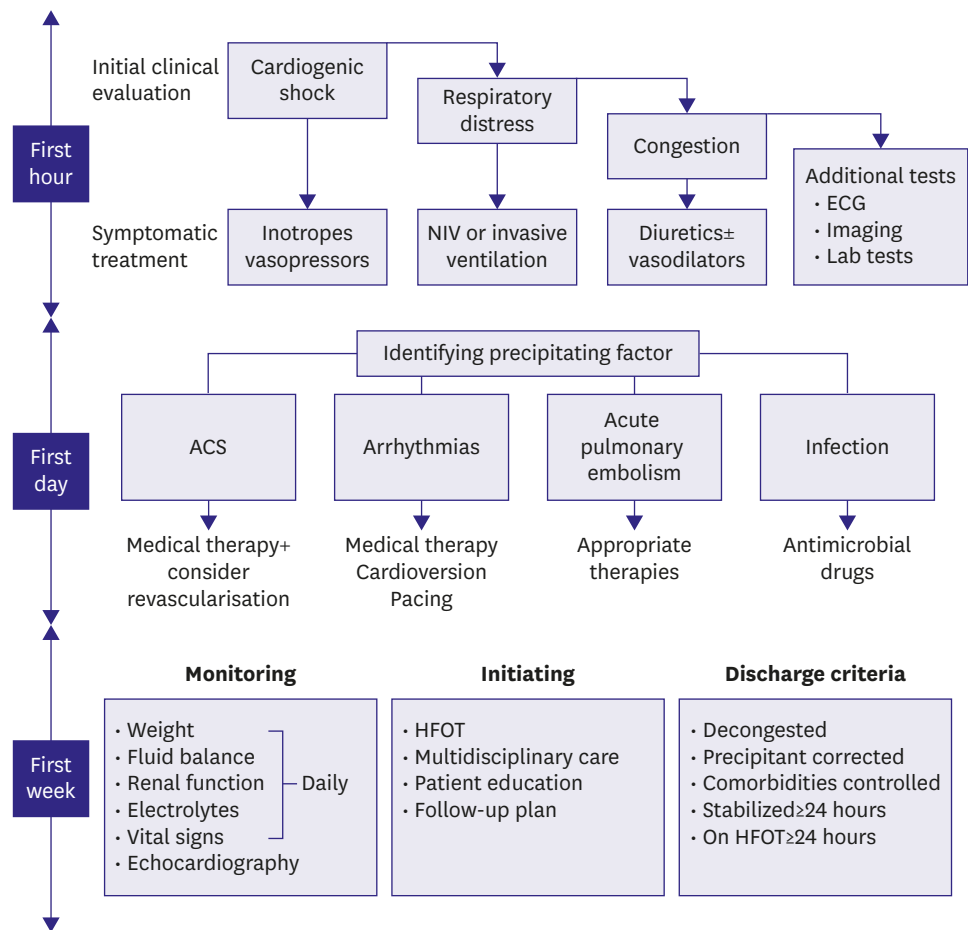 First
hour
Initial clinical
evaluation
Cardiogenic
shock
Respiratory
distress
Congestion
Additional tests
· ECG
· Imaging
· Lab tests
Symptomatic
treatment
Inotropes
vasopressors
NIV or invasive
ventilation
Diuretics±
vasodilators
First
day
Identifying precipitating factor
ACS
Arrhythmias
Acute
pulmonary
embolism
Infection
Medical therapy+
consider
revascularisation
Medical therapy
Cardioversion
Pacing
Appropriate
therapies
Antimicrobial
drugs
First
week
Monitoring
· Weight
· Fluid balance
· Renal function
· Electrolytes
· Vital signs
Daily
· Echocardiography
Initiating
· HFOT
· Multidisciplinary care
· Patient education
· Follow-up plan
Discharge criteria
· Decongested
· Precipitant corrected
· Comorbidities controlled
· Stabilized≥24 hours
· On HFOT≥24 hours